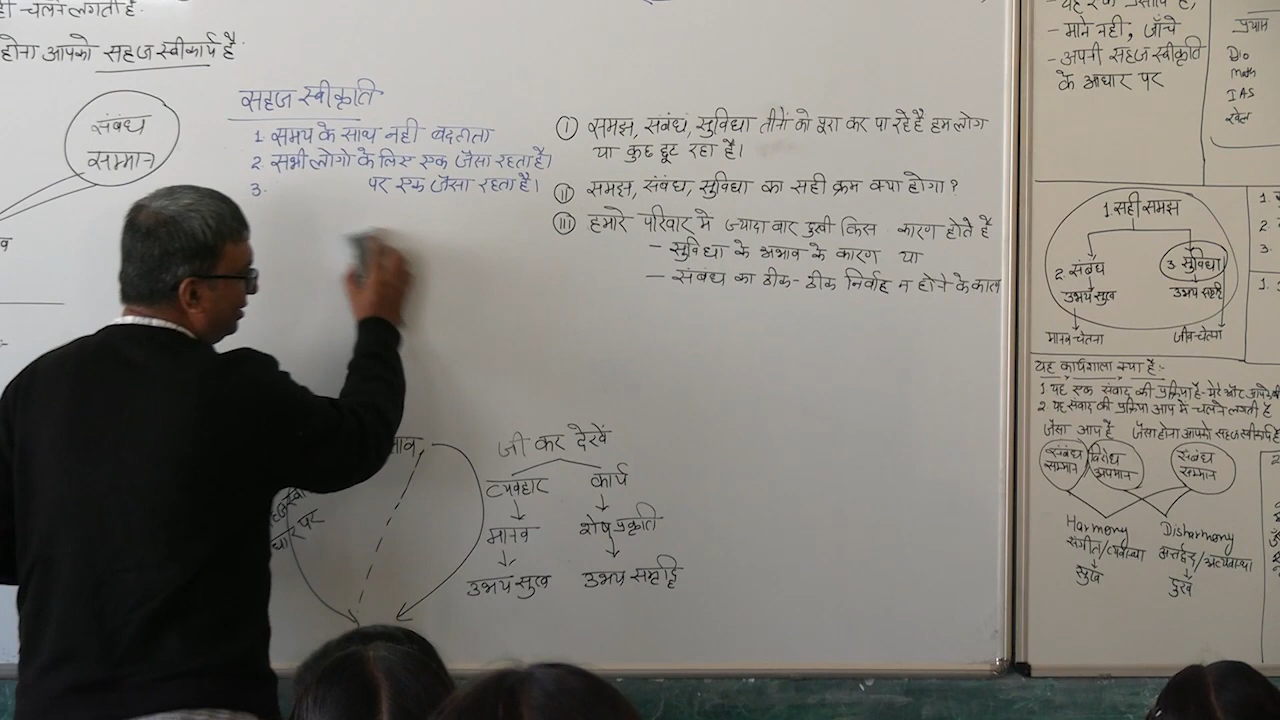 ही चलने लगती है
होना आपको सहज स्वीकार्य है
संबंध
सम्मान
सहज स्वीकृति
1. समय के साथ नही बदलता
2. सभी लोगो के लिए एक जैसा रहता है।
3. पर एक जैसा रहता है।
I समझ, संबंध, सुविधा तीनों को पूरा कर पा रहे है हम लोग
या कुछ छूट रहा है।
II समझ, संबंध, सुविधा का सही क्रम क्या होगा?
III हमारे परिवार मे ज्यादा बार दुखी किस कारण होते है
- सुविधा के अभाव के कारण या
- संबंध का ठीक-ठीक निर्वाह न होने के कारण
जी कर देखें
व्यवहार कार्य
मानव शेष प्रकृति
उभय सुख उभय समृद्धि
- माने नही, जाँचे
- अपनी सहज स्वीकृति
के आधार पर
Dio
Math
IAS
खेल
1. सही समझ
2. संबंध 3. सुविधा
उभय सुख उभय समृद्धि
मानव चेतना जीव चेतना
यह कार्यशाला क्या है:-
1 यह एक संवाद की प्रक्रिया है- मेरे और आपके
2 यह संवाद की प्रक्रिया आप मे चलने लगती है
जैसा आप है जैसा होना आपको सहज स्वीकार्य है
संबंध विरोध संबंध
सम्मान अपमान सम्मान
Harmony Disharmony
संगीत/व्यवस्था अन्तर्द्वंद्व/अव्यवस्था
सुख दुख